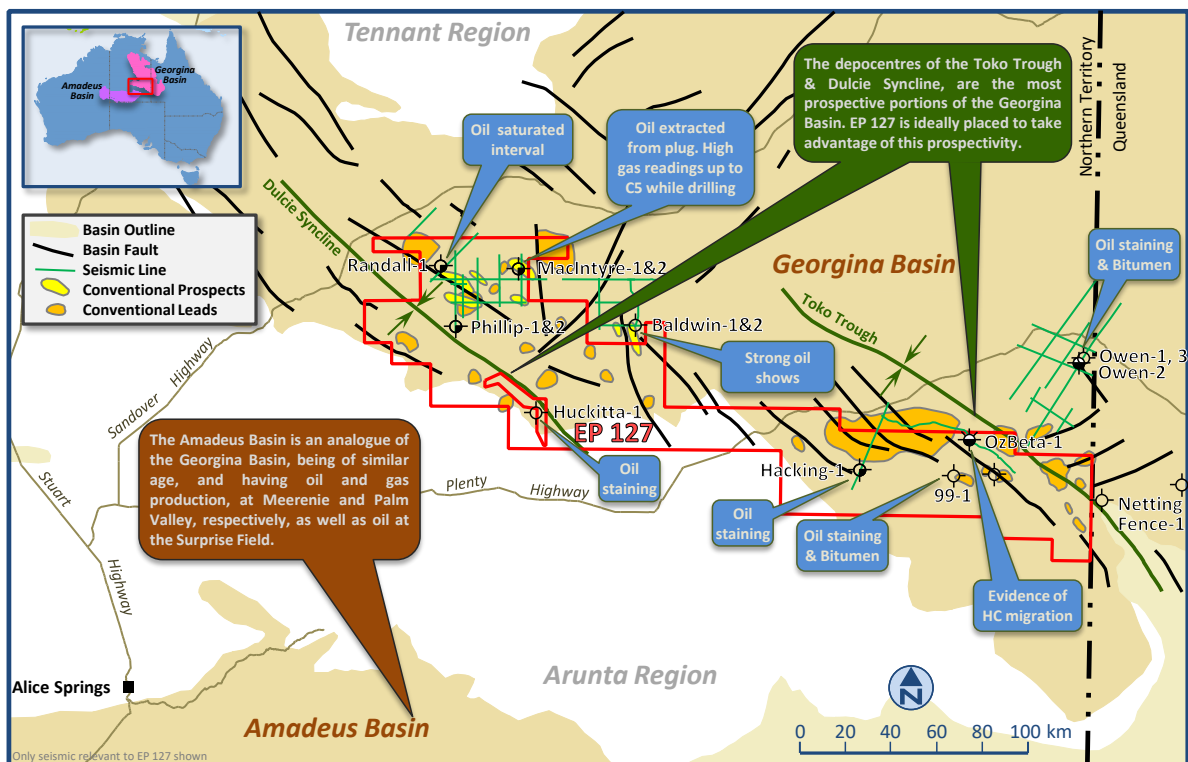 Tennant Region
Amadeus
Basin
Georgina
Basin
Basin Outline
Basin Fault
Seismic Line
Conventional Prospects
Conventional Leads
Oil saturated
interval
Oil extracted
from plug. High
gas readings up to
C5 while drilling
The depocentres of the Toko Trough
& Dulcie Syncline, are the most
prospective portions of the Georgina
Basin. EP 127 is ideally placed to take
advantage of this prospectivity.
Northern Territory
Queensland
Dulcie Syncline
Randall-1
MacIntyre-1&2
Georgina Basin
Oil staining
& Bitumen
Phillip-1&2
Baldwin-1&2
Toko Trough
Strong oil
shows
Owen-1, 3
Owen-2
Sandover Highway
Huckitta-1
EP 127
OzBeta-1
The Amadeus Basin is an analogue of
the Georgina Basin, being of similar
age, and having oil and gas
production, at Meerenie and Palm
Valley, respectively, as well as oil at
the Surprise Field.
Oil
staining
Hacking-1
99-1
Netting
Fence-1
Plenty Highway
Stuart Highway
Oil
staining
Oil staining
& Bitumen
Evidence of
HC migration
Arunta Region
Alice Springs
Amadeus Basin
N
0 20 40 60 80 100 km
Only seismic relevant to EP 127 shown